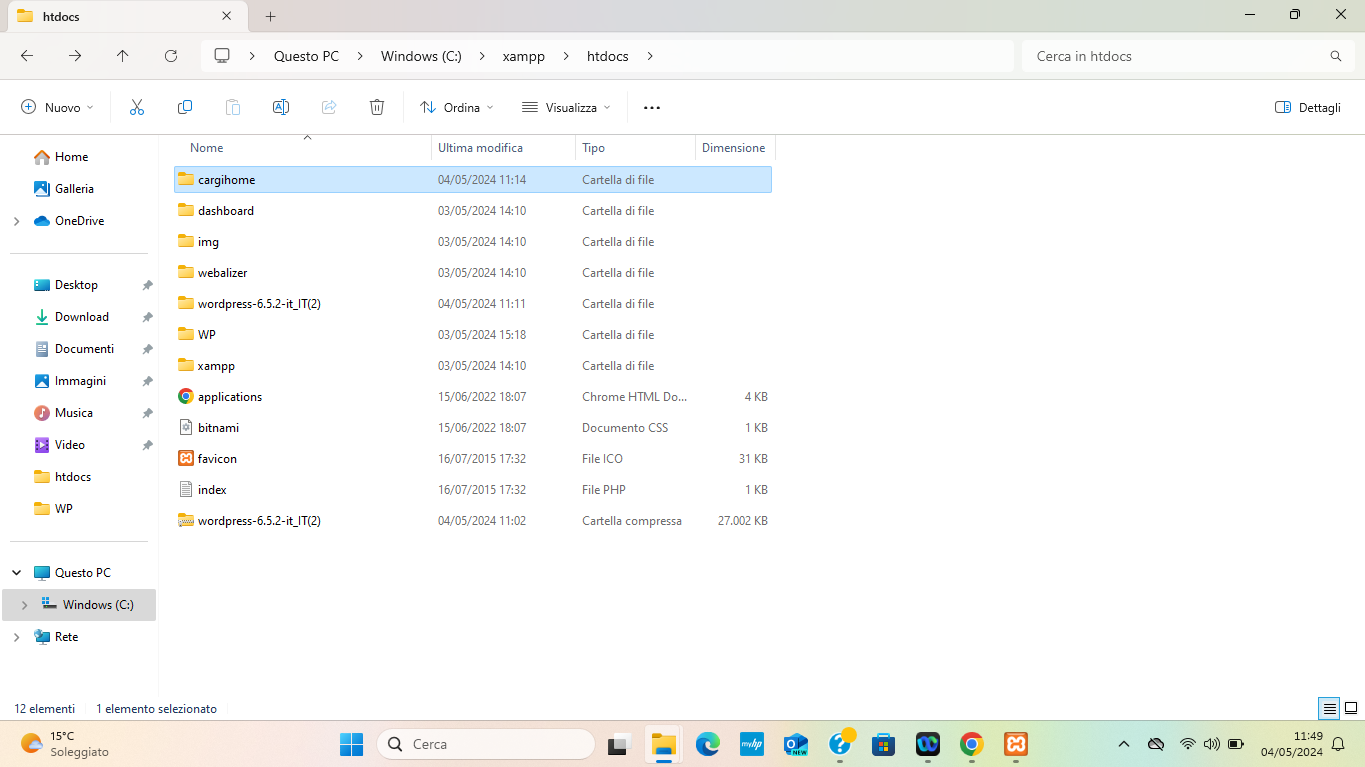 htdocs
Questo PC > Windows (C:) > xampp > htdocs >
Cerca in htdocs
Nuovo
Ordina
Visualizza
Dettagli
Nome Ultima modifica Tipo Dimensione
Home
Galleria
OneDrive
Desktop
Download
Documenti
Immagini
Musica
Video
htdocs
WP
Questo PC
Windows (C:)
Rete
cargihome 04/05/2024 11:14 Cartella di file
dashboard 03/05/2024 14:10 Cartella di file
img 03/05/2024 14:10 Cartella di file
webalizer 03/05/2024 14:10 Cartella di file
wordpress-6.5.2-it_IT(2) 04/05/2024 11:11 Cartella di file
WP 03/05/2024 15:18 Cartella di file
xampp 03/05/2024 14:10 Cartella di file
applications 15/06/2022 18:07 Chrome HTML Do... 4 KB
bitnami 15/06/2022 18:07 Documento CSS 1 KB
favicon 16/07/2015 17:32 File ICO 31 KB
index 16/07/2015 17:32 File PHP 1 KB
wordpress-6.5.2-it_IT(2) 04/05/2024 11:02 Cartella compressa 27.002 KB
12 elementi 1 elemento selezionato
15°C
Soleggiato
Cerca
myhp
NEW
11:49
04/05/2024